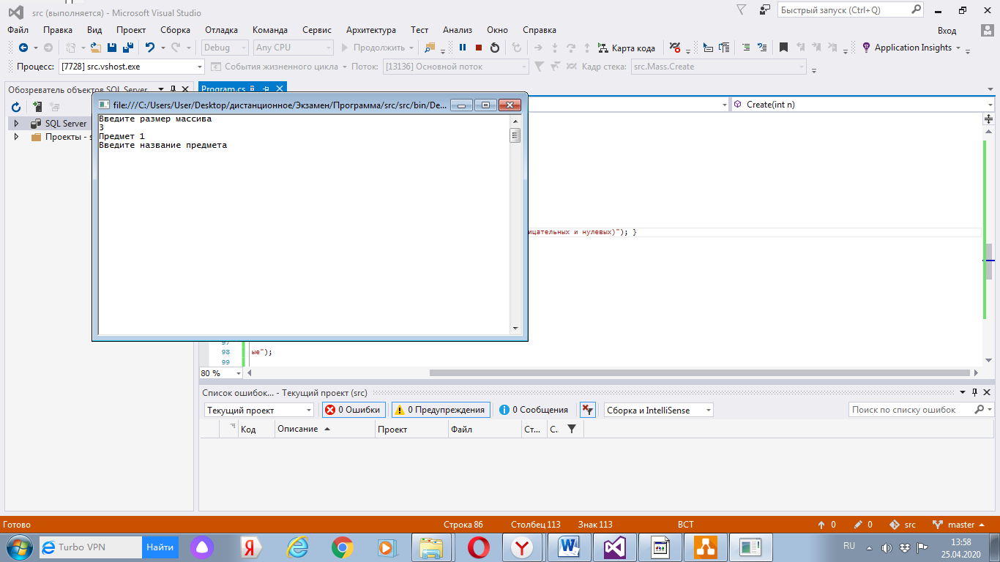 src (выполняется) - Microsoft Visual Studio
Быстрый запуск (Ctrl+Q)
Файл Правка Вид Проект Сборка Отладка Команда Сервис Архитектура Тест Анализ Окно Справка
Вход
Debug Any CPU Продолжить Карта кода Application Insights
Процесс: [7728] src.vshost.exe События жизненного цикла Поток: [13136] Основной поток Кадр стека: src.Mass.Create
Обозреватель объектов SQL Server
Program.cs
SQL Server
Проекты - s
Create(int n)
file:///C:/Users/User/Desktop/дистанционное/Экзамен/Программа/src/src/bin/De...
Введите размер массива
3
Предмет 1
Введите название предмета
ицательных и нулевых)"); }
97
98 ые");
99
80 %
Список ошибок... - Текущий проект (src)
Текущий проект 0 Ошибки 0 Предупреждения 0 Сообщения Сборка и IntelliSense Поиск по списку ошибок
Код Описание Проект Файл Ст... С.
Готово Строка 86 Столбец 113 Знак 113 ВСТ 0 0 src master
Turbo VPN Найти
RU
13:58
25.04.2020